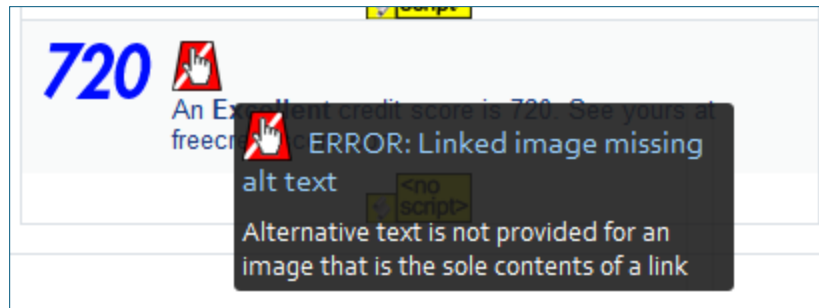 script
720
An Excellent credit score is 720. See yours at
freecre
ERROR: Linked image missing
alt text
<no
script>
Alternative text is not provided for an
image that is the sole contents of a link